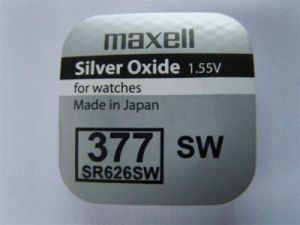 maxell
Silver Oxide 1.55V
for watches
Made in Japan
377 SW
SR626SW